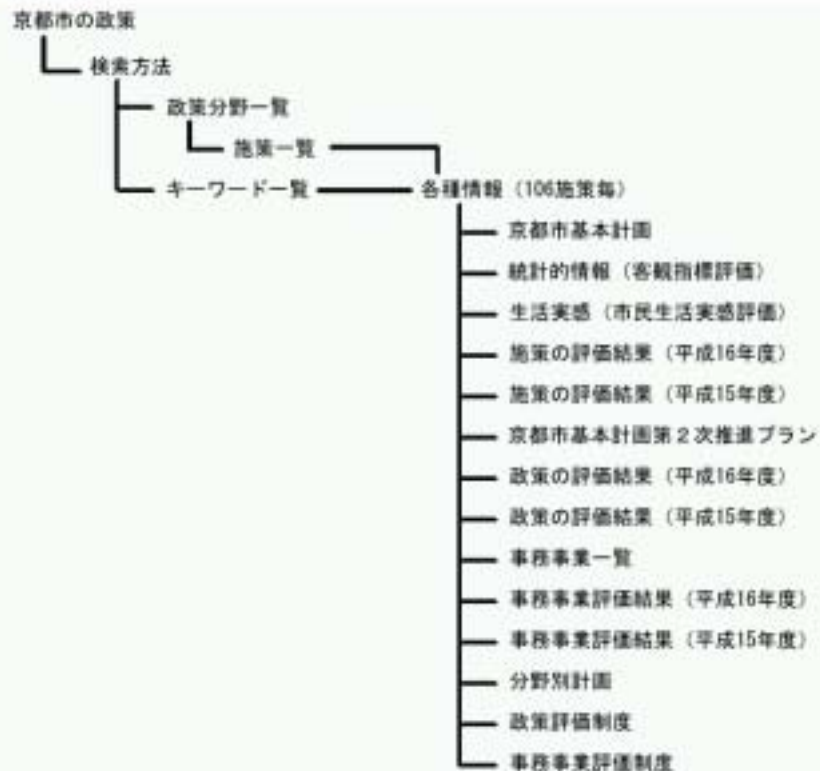 京都市の政策
検索方法
政策分野一覧
施策一覧
キーワード一覧
各種情報（106施策毎）
京都市基本計画
統計的情報（客観指標評価）
生活実感（市民生活実感評価）
施策の評価結果（平成16年度）
施策の評価結果（平成15年度）
京都市基本計画第２次推進プラン
政策の評価結果（平成16年度）
政策の評価結果（平成15年度）
事務事業一覧
事務事業評価結果（平成16年度）
事務事業評価結果（平成15年度）
分野別計画
政策評価制度
事務事業評価制度